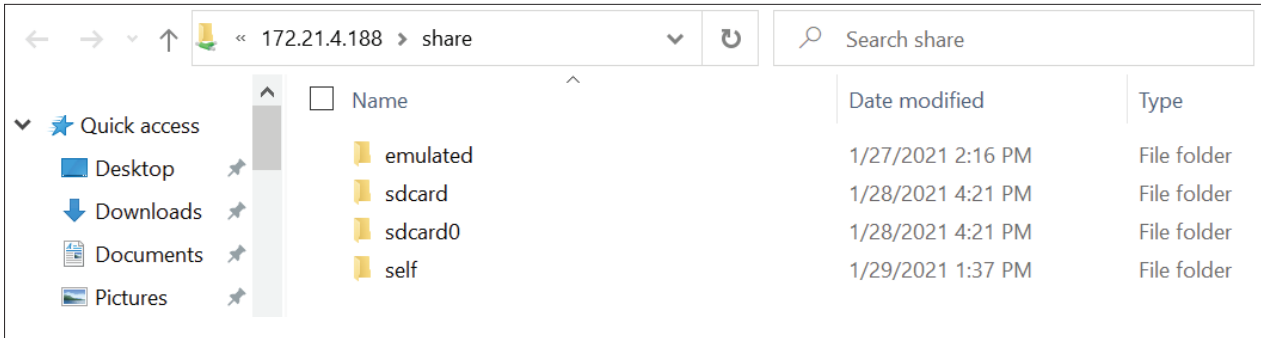 « 172.21.4.188 > share
Search share
Name Date modified Type
Quick access
Desktop
Downloads
Documents
Pictures
emulated 1/27/2021 2:16 PM File folder
sdcard 1/28/2021 4:21 PM File folder
sdcard0 1/28/2021 4:21 PM File folder
self 1/29/2021 1:37 PM File folder